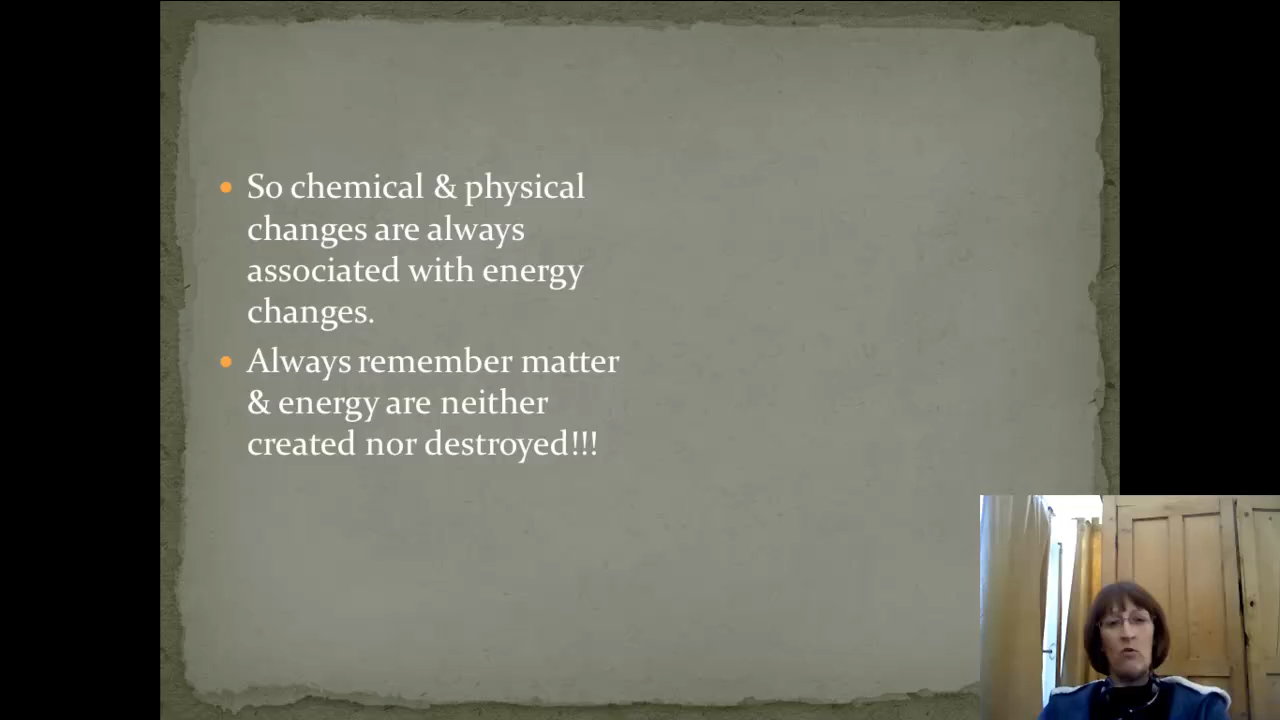 • So chemical & physical
changes are always
associated with energy
changes.
• Always remember matter
& energy are neither
created nor destroyed!!!